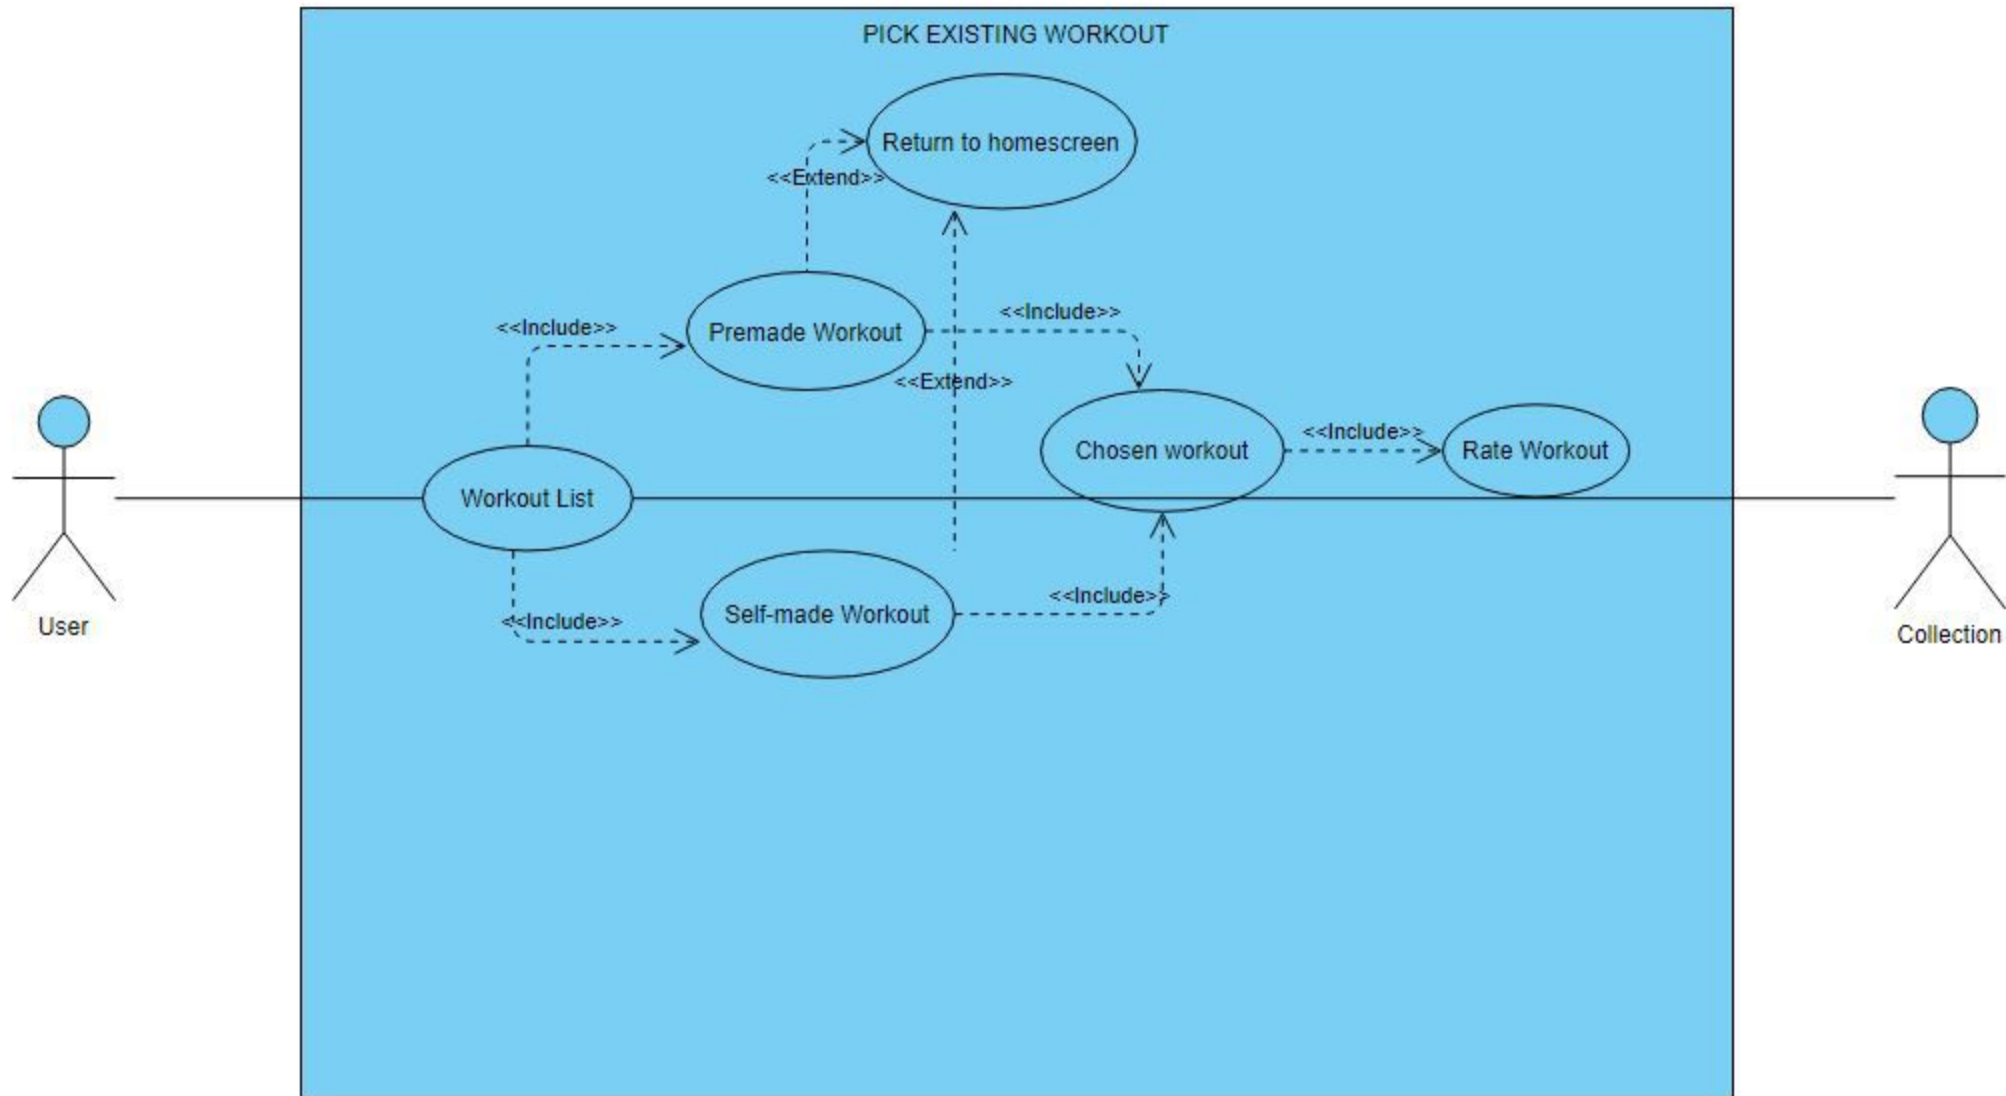 PICK EXISTING WORKOUT
Return to homescreen
<<Extend>>
<<Include>>
Premade Workout
<<Include>>
<<Extend>>
Chosen workout
<<Include>>
Rate Workout
Workout List
User
<<Include>>
Self-made Workout
<<Include>>
Collection